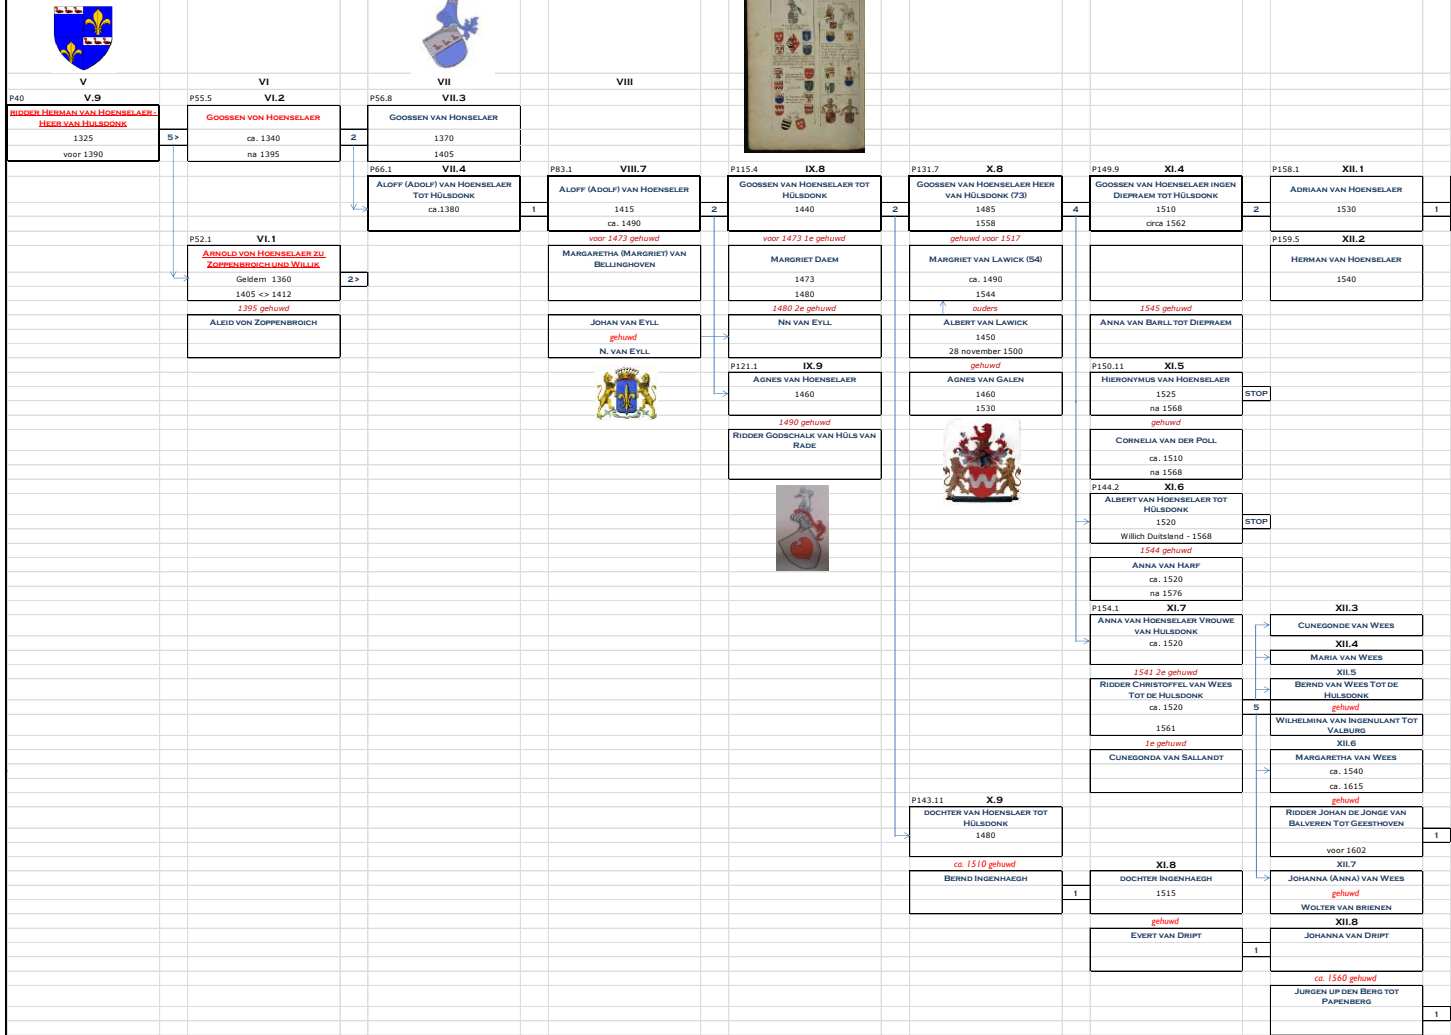 V
VI
VII
VIII
P40
V.9
RIDDER HERMAN VAN HOENSELAER -
HEER VAN HULSDONK
1325
voor 1390
5>
P55.5
VI.2
GOOSSEN VON HOENSELAER
ca. 1340
na 1395
2
P56.8
VII.3
GOOSSEN VAN HONSELAER
1370
1405
P66.1
VII.4
ALOFF (ADOLF) VAN HOENSELAER
TOT HÜLSDONK
ca.1380
1
P83.1
VIII.7
ALOFF (ADOLF) VAN HOENSELER
1415
ca. 1490
2
voor 1473 gehuwd
MARGARETHA (MARGRIET) VAN
BELLINGHOVEN
JOHAN VAN EYLL
gehuwd
N. VAN EYLL
P52.1
VI.1
ARNOLD VON HOENSELAER ZU
ZOPPENBROICH UND WILLIK
Geldern 1360
1405 <> 1412
2>
1395 gehuwd
ALEID VON ZOPPENBROICH
P115.4
IX.8
GOOSSEN VAN HOENSELAER TOT
HÜLSDONK
1440
2
voor 1473 1e gehuwd
MARGRIET DAEM
1473
1480
1480 2e gehuwd
NN VAN EYLL
P121.1
IX.9
AGNES VAN HOENSELAER
1460
1490 gehuwd
RIDDER GODSCHALK VAN HÜLS VAN
RADE
P131.7
X.8
GOOSSEN VAN HOENSELAER HEER
VAN HÜLSDONK (73)
1485
1558
4
gehuwd voor 1517
MARGRIET VAN LAWICK (54)
ca. 1490
1544
ouders
ALBERT VAN LAWICK
1450
28 november 1500
gehuwd
AGNES VAN GALEN
1460
1530
P149.9
XI.4
GOOSSEN VAN HOENSELAER INGEN
DIEPRAEM TOT HÜLSDONK
1510
circa 1562
2
1545 gehuwd
ANNA VAN BARLL TOT DIEPRAEM
P150.11
XI.5
HIERONYMUS VAN HOENSELAER
1525
na 1568
STOP
gehuwd
CORNELIA VAN DER POLL
ca. 1510
na 1568
P144.2
XI.6
ALBERT VAN HOENSELAER TOT
HÜLSDONK
1520
Willich Duitsland - 1568
STOP
1544 gehuwd
ANNA VAN HARF
ca. 1520
na 1576
P154.1
XI.7
ANNA VAN HOENSELAER VROUWE
VAN HULSDONK
ca. 1520
1541 2e gehuwd
RIDDER CHRISTOFFEL VAN WEES
TOT DE HULSDONK
ca. 1520
1561
5
1e gehuwd
CUNEGONDA VAN SALLANDT
P158.1
XII.1
ADRIAAN VAN HOENSELAER
1530
1
P159.5
XII.2
HERMAN VAN HOENSELAER
1540
XII.3
CUNEGONDE VAN WEES
XII.4
MARIA VAN WEES
XII.5
BERND VAN WEES TOT DE
HULSDONK
gehuwd
WILHELMINA VAN INGENULANT TOT
VALBURG
XII.6
MARGARETHA VAN WEES
ca. 1540
ca. 1615
gehuwd
RIDDER JOHAN DE JONGE VAN
BALVEREN TOT GEESTHOVEN
voor 1602
1
XII.7
JOHANNA (ANNA) VAN WEES
gehuwd
WOLTER VAN BRIENEN
P143.11
X.9
DOCHTER VAN HOENSLAER TOT
HÜLSDONK
1480
ca. 1510 gehuwd
BERND INGENHAEGH
1
XI.8
DOCHTER INGENHAEGH
1515
gehuwd
EVERT VAN DRIPT
1
XII.8
JOHANNA VAN DRIPT
ca. 1560 gehuwd
JURGEN UP DEN BERG TOT
PAPENBERG
1